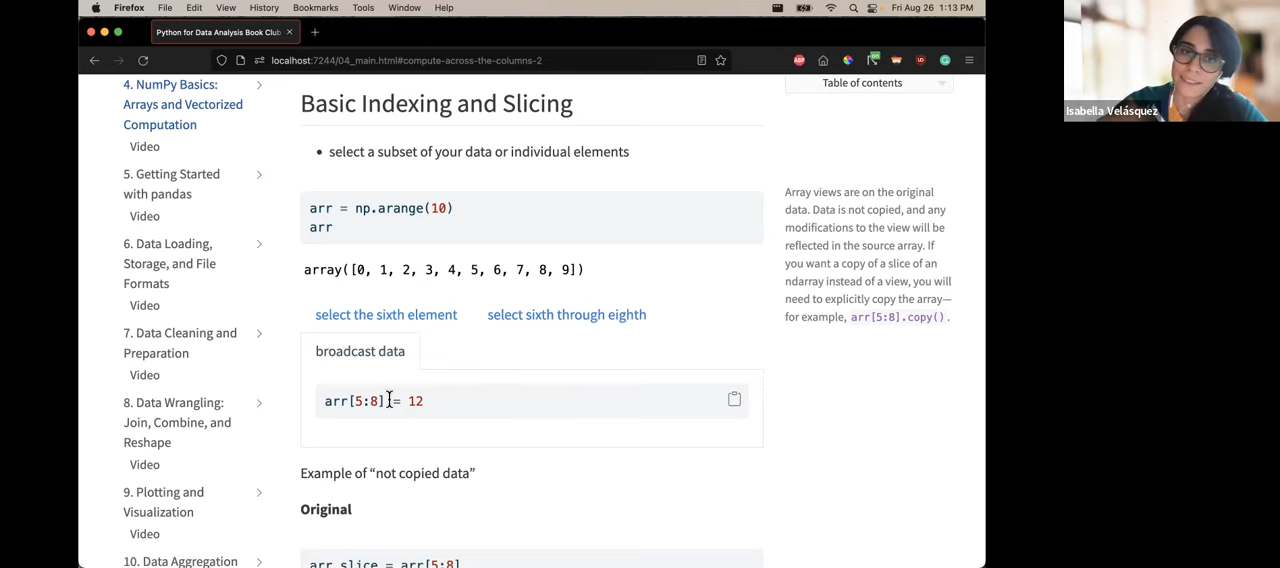 Firefox File Edit View History Bookmarks Tools Window Help Fri Aug 26 1:13 PM
Python for Data Analysis Book Club
localhost:7244/04_main.html#compute-across-the-columns-2
4. NumPy Basics:
Arrays and Vectorized
Computation
Video
5. Getting Started
with pandas
Video
6. Data Loading,
Storage, and File
Formats
Video
7. Data Cleaning and
Preparation
Video
8. Data Wrangling:
Join, Combine, and
Reshape
Video
9. Plotting and
Visualization
Video
10. Data Aggregation
Basic Indexing and Slicing
• select a subset of your data or individual elements
arr = np.arange(10)
arr
array([0, 1, 2, 3, 4, 5, 6, 7, 8, 9])
select the sixth element select sixth through eighth
broadcast data
arr[5:8] = 12
Example of “not copied data”
Original
arr_slice = arr[5:8]
Table of contents
Array views are on the original
data. Data is not copied, and any
modifications to the view will be
reflected in the source array. If
you want a copy of a slice of an
ndarray instead of a view, you will
need to explicitly copy the array—
for example, arr[5:8].copy().
Isabella Velásquez